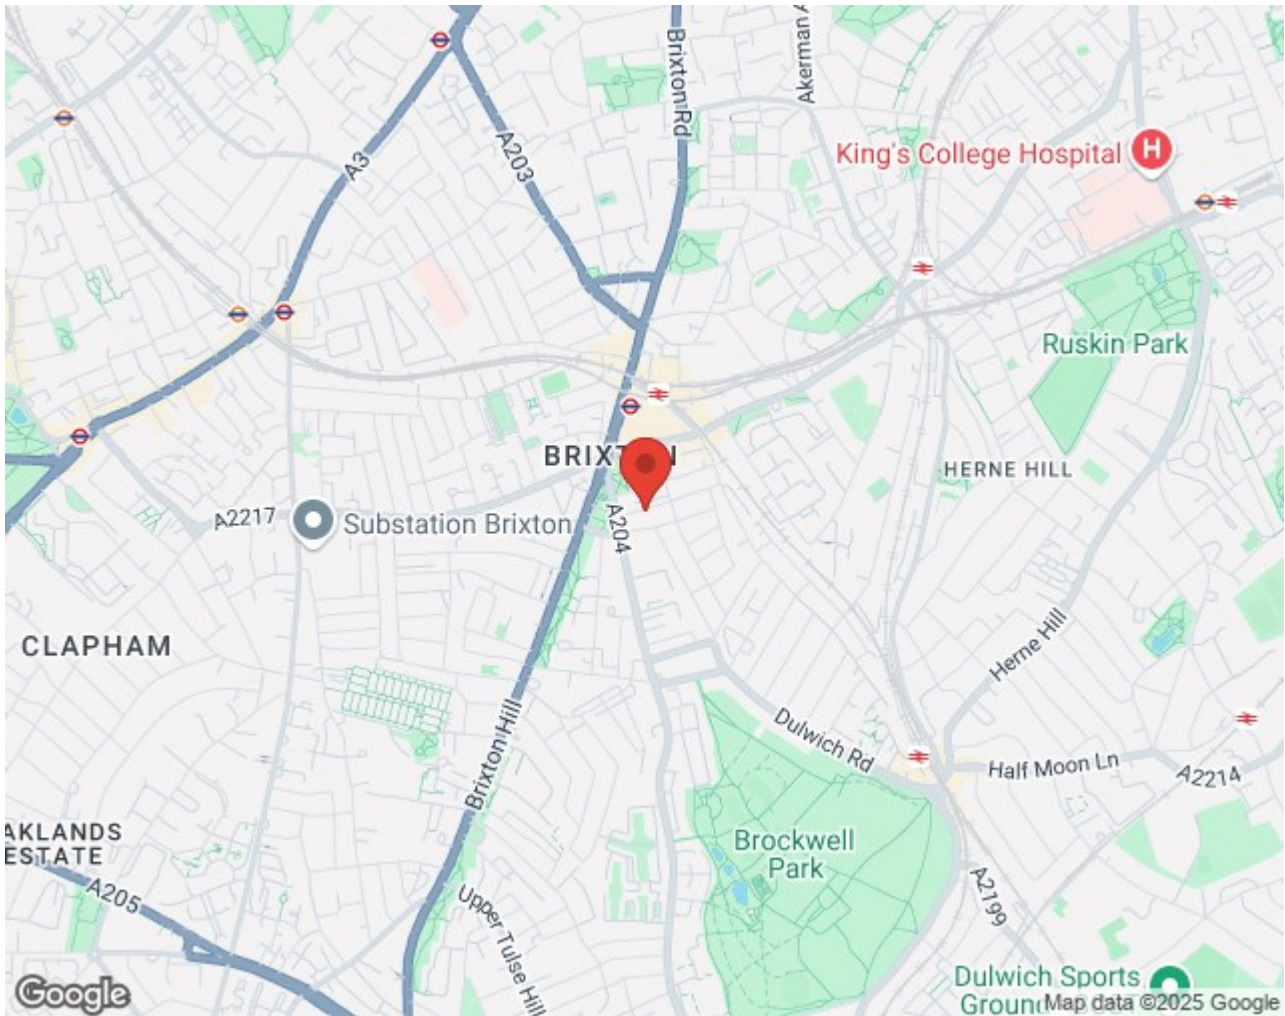 Brixton Rd
Akerman
A3
A203
King's College Hospital
H
Ruskin Park
BRIXTON
HERNE HILL
A2217
Substation Brixton
A204
CLAPHAM
Herne Hill
Brixton Hill
Dulwich Rd
Half Moon Ln
A2214
AKLANDS
ESTATE
Brockwell
Park
A205
Upper Tulse Hill
A2199
Dulwich Sports
Ground
Google
Map data ©2025 Google